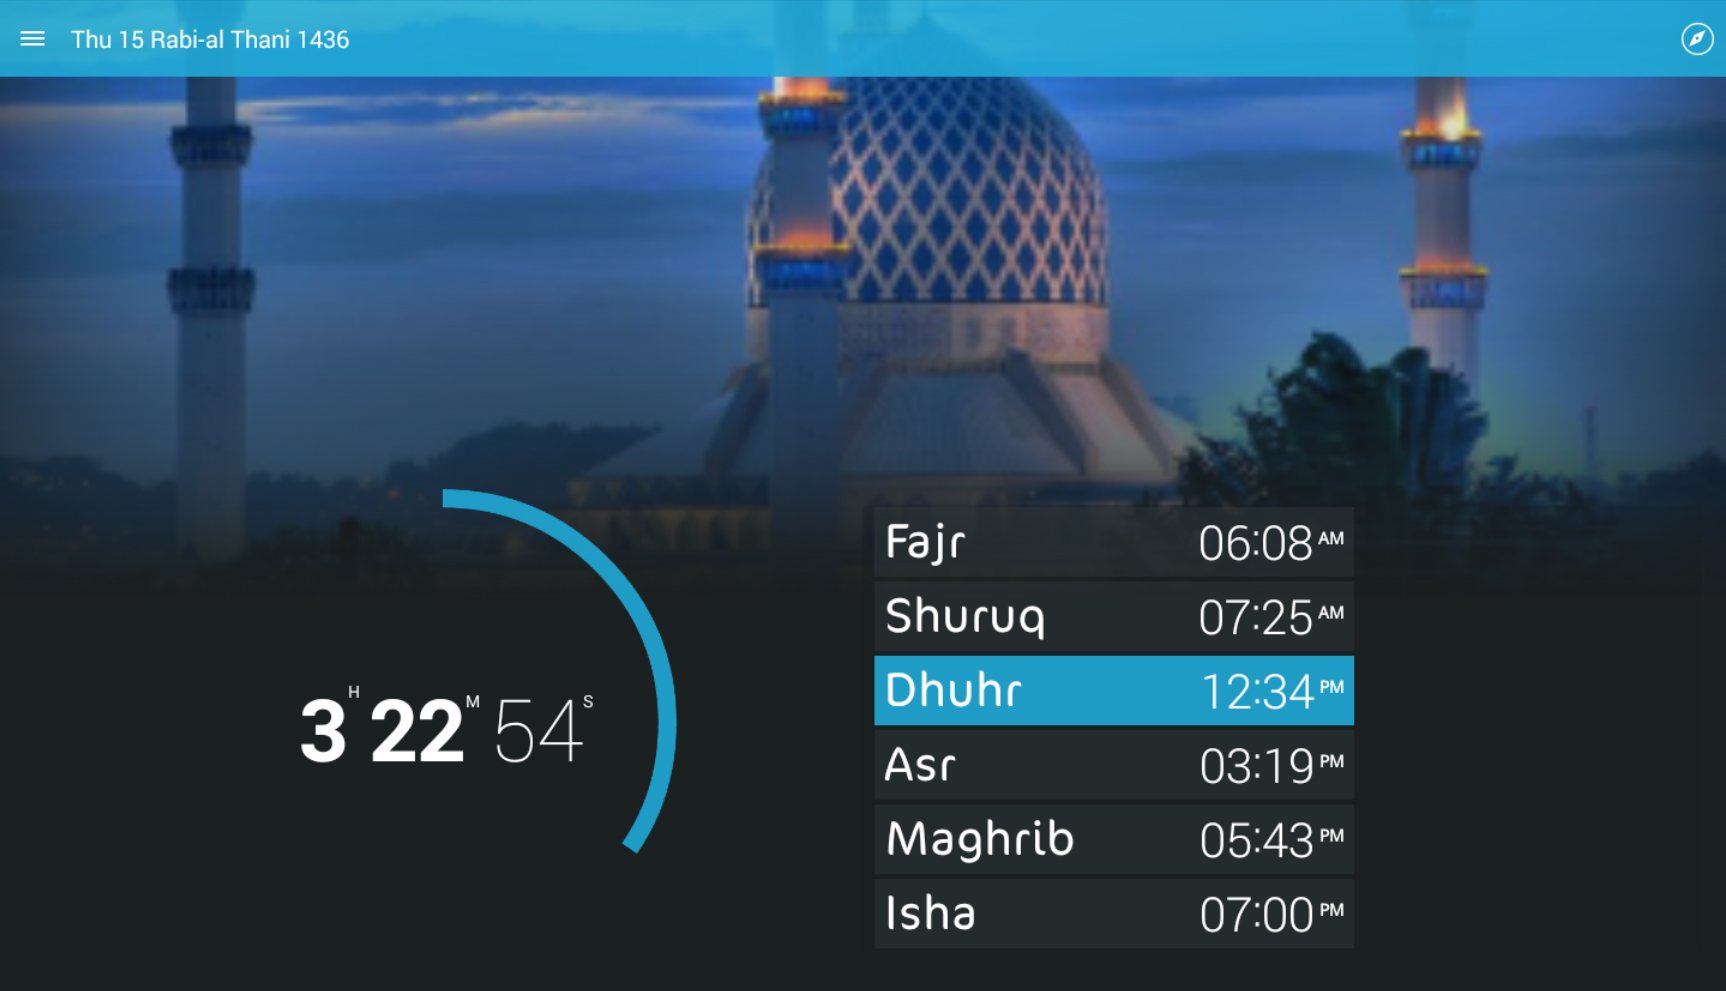 Thu 15 Rabi-al Thani 1436
3 H 22 M 54 S
Fajr 06:08 AM
Shuruq 07:25 AM
Dhuhr 12:34 PM
Asr 03:19 PM
Maghrib 05:43 PM
Isha 07:00 PM